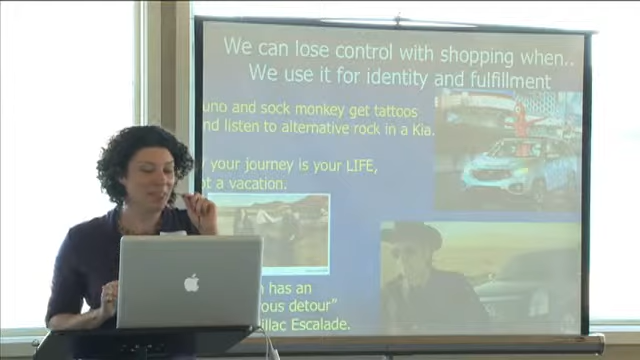 We can lose control with shopping when..
We use it for identity and fulfillment
uno and sock monkey get tattoos
nd listen to alternative rock in a Kia.
your journey is your LIFE,
ot a vacation.
has an
ous detour"
illac Escalade.